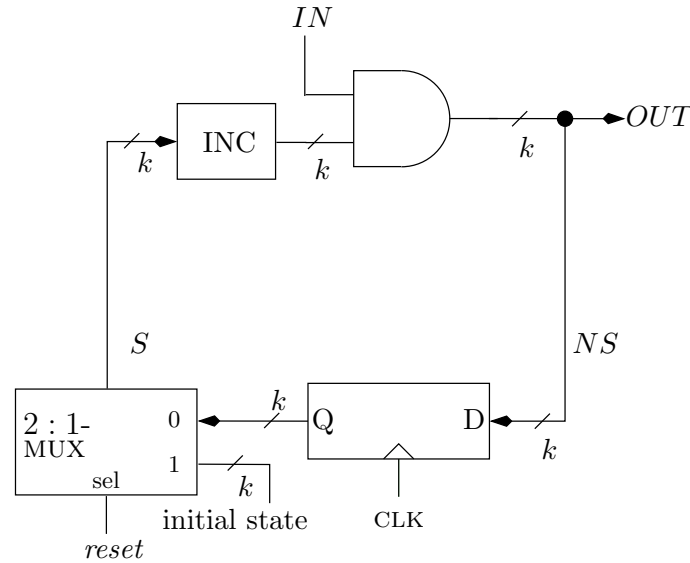 IN
OUT
INC
k
k
k
S
NS
k
Q
D
0
2 : 1-
MUX
1
k
k
sel
initial state
CLK
reset